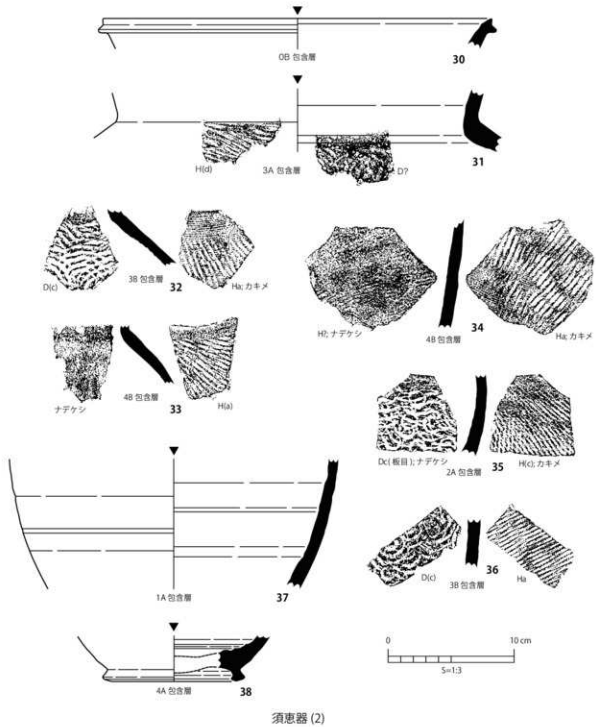 0B 包含層
30
H(d)
3A 包含層
D?
31
D(c)
3B 包含層
32
Ha; カキメ
H?; ナデケシ
4B 包含層
34
Ha; カキメ
ナデケシ
4B 包含層
33
H(a)
Dc( 板目); ナデケシ
2A 包含層
35
H(c); カキメ
1A 包含層
37
D(c)
3B 包含層
36
Ha
4A 包含層
38
0
10 cm
S=1:3
須恵器 (2)